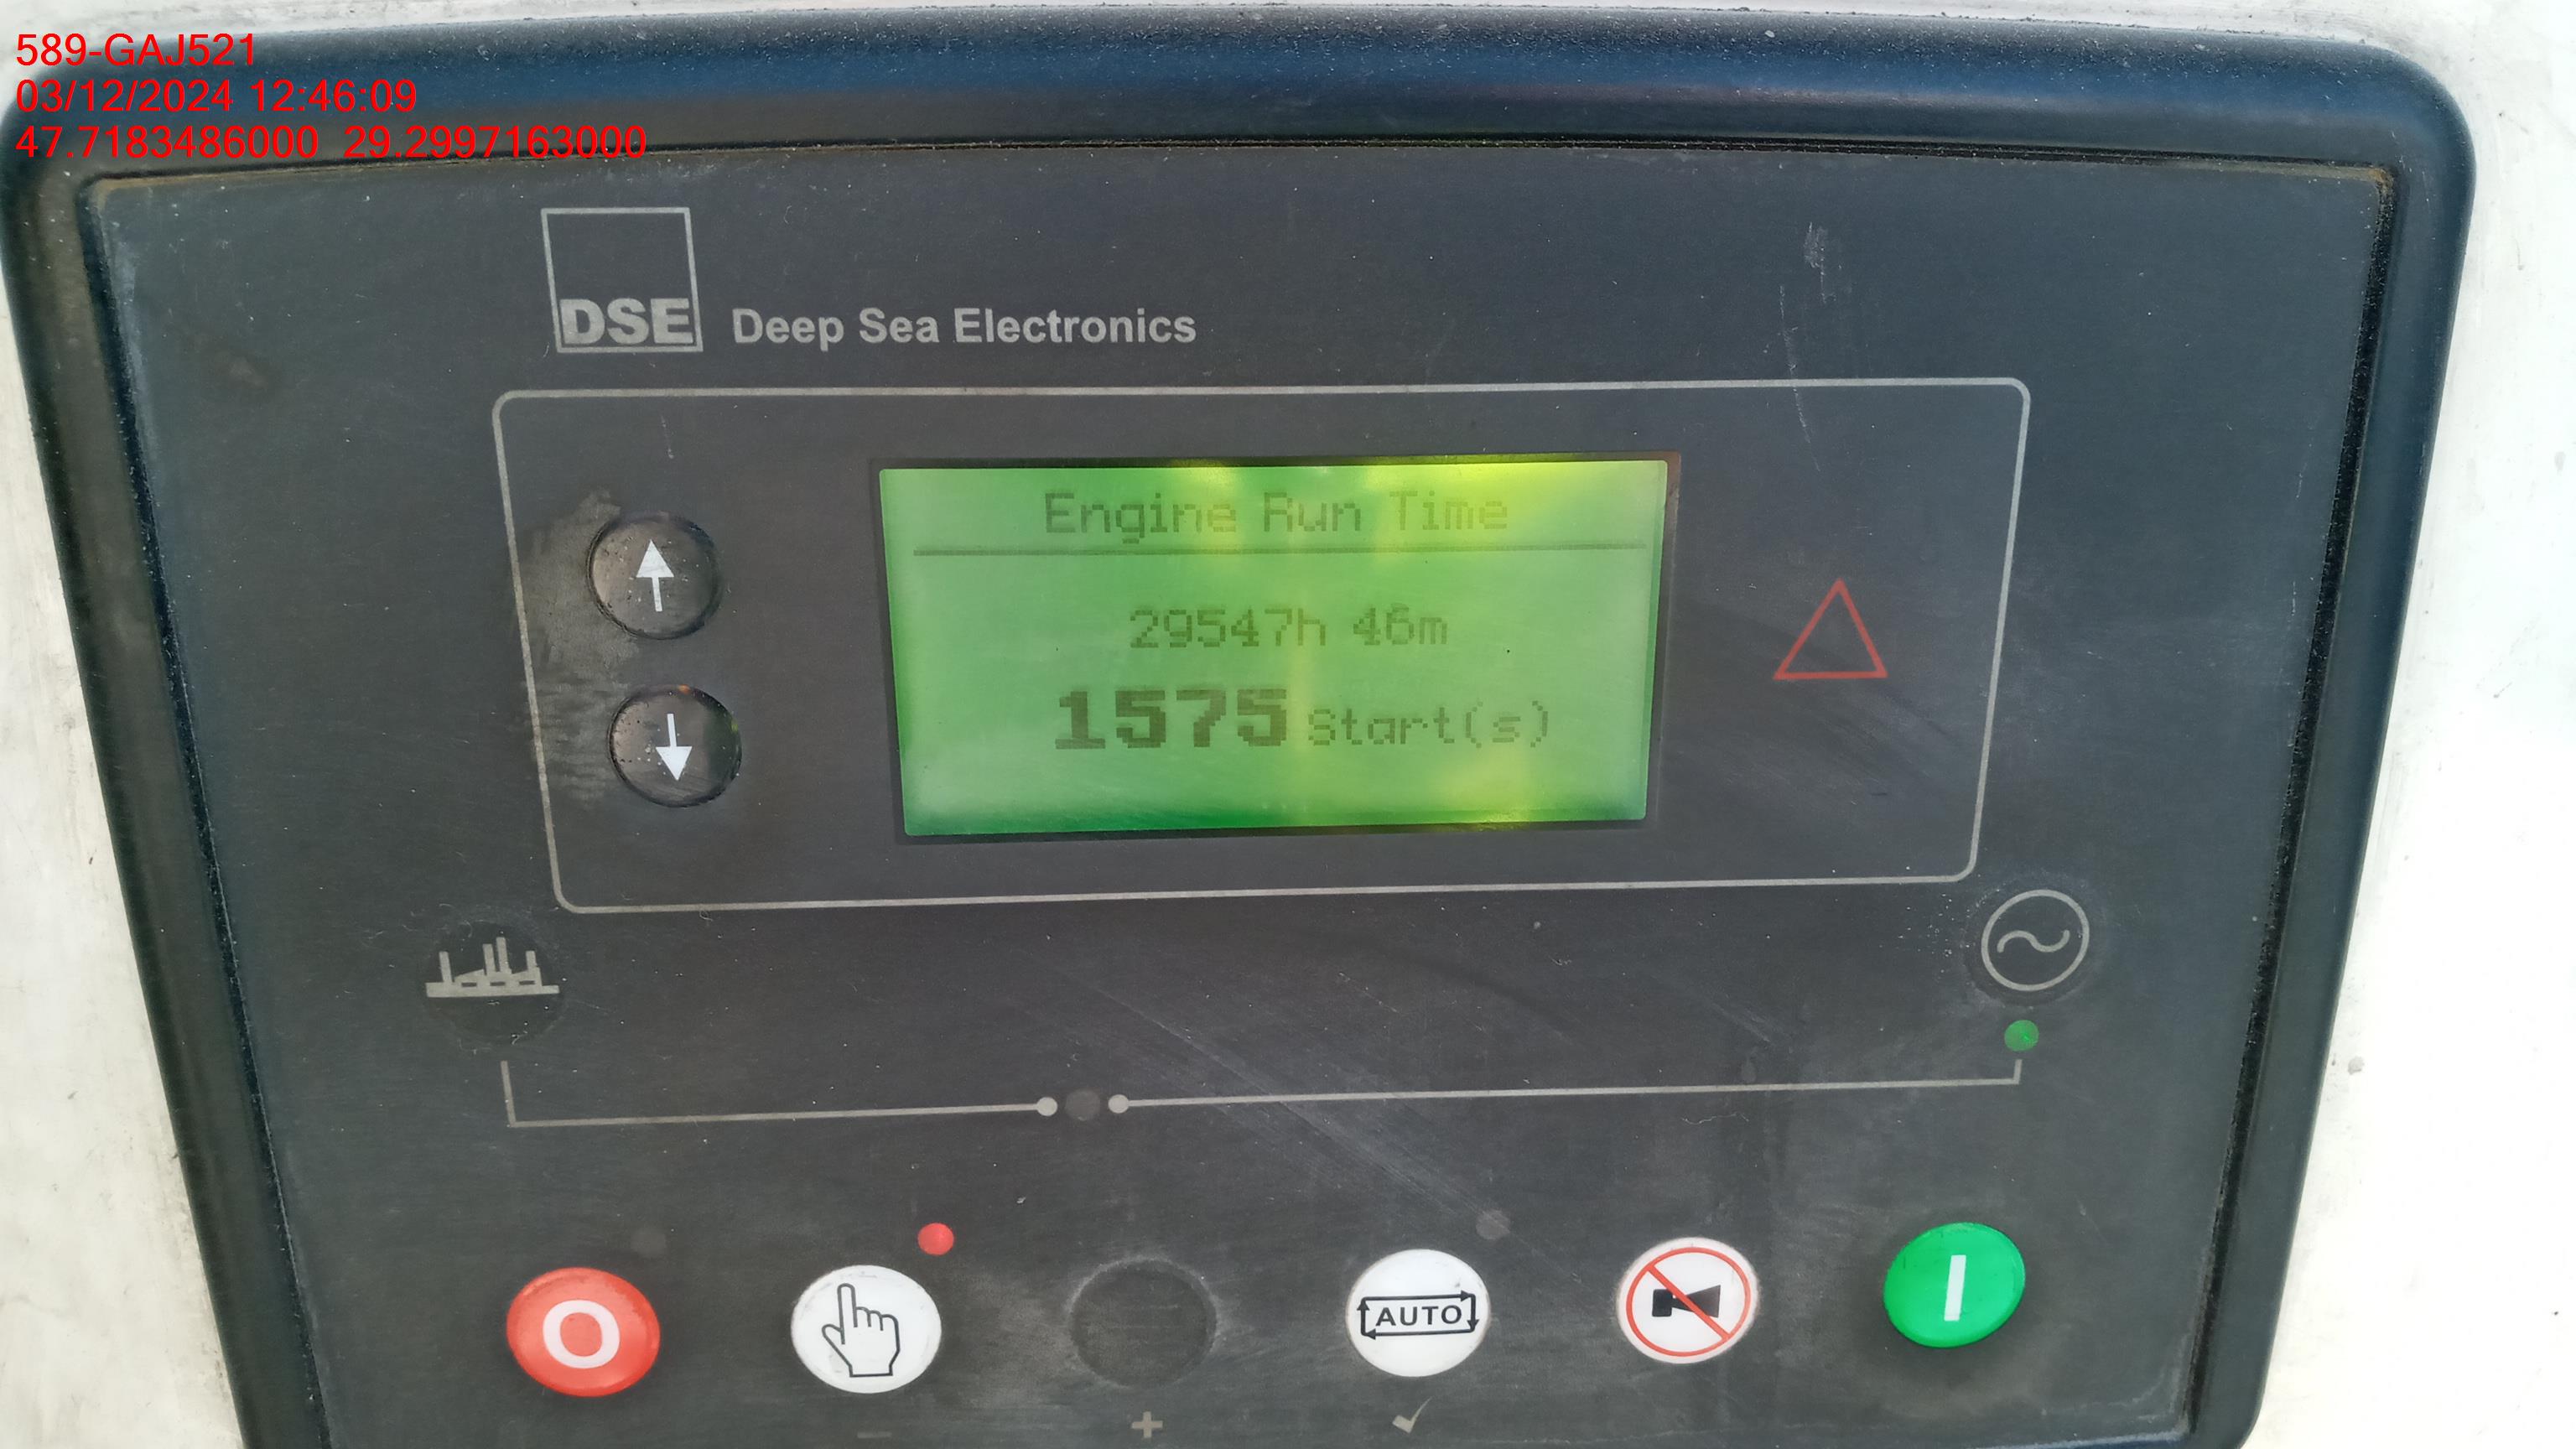 589-GAJ521
03/12/2024 12:46:09
47.7183486000 29.2997163000
DSE Deep Sea Electronics
Engine Run Time
29547h 46m
1575 Start(s)
O
AUTO
I
- + ✓